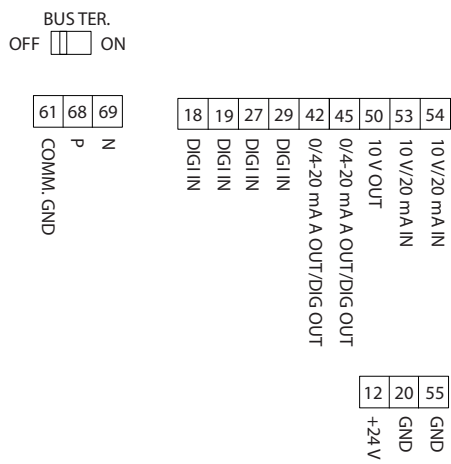 BUS TER.
OFF ON
61 68 69
COMM. GND
P
N
18 19 27 29 42 45 50 53 54
DIGI IN
DIGI IN
DIGI IN
DIGI IN
0/4-20 mA A OUT/DIG OUT
0/4-20 mA A OUT/DIG OUT
10 V OUT
10 V/20 mA IN
10 V/20 mA IN
12 20 55
+24 V
GND
GND